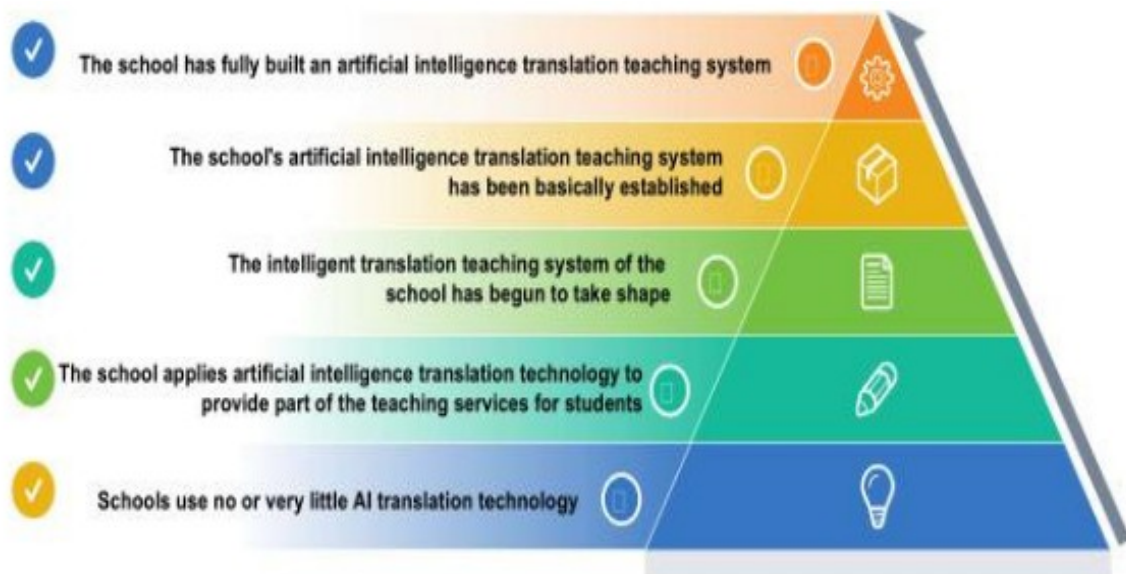 The school has fully built an artificial intelligence translation teaching system
The school's artificial intelligence translation teaching system
has been basically established
The intelligent translation teaching system of the
school has begun to take shape
The school applies artificial intelligence translation technology to
provide part of the teaching services for students
Schools use no or very little AI translation technology